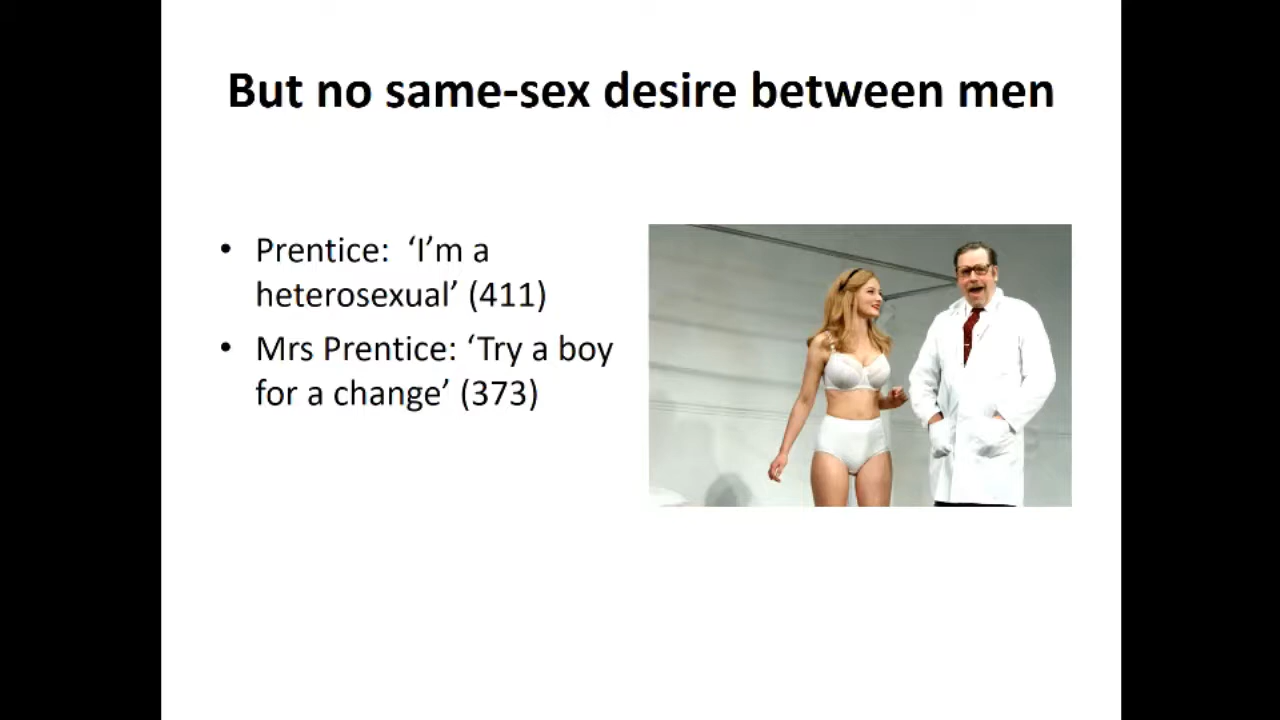 But no same-sex desire between men
• Prentice:  ‘I’m a
heterosexual’ (411)
• Mrs Prentice: ‘Try a boy
for a change’ (373)